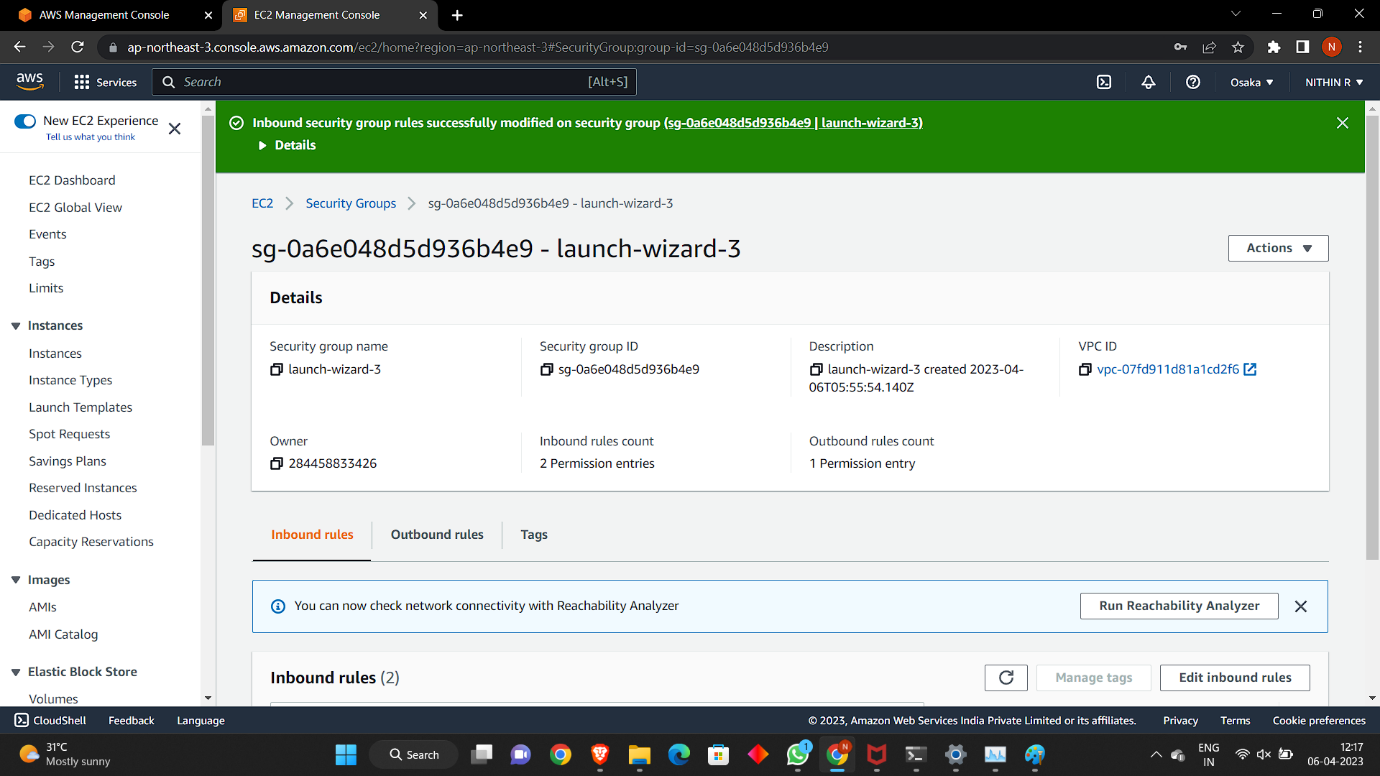 AWS Management Console
EC2 Management Console
ap-northeast-3.console.aws.amazon.com/ec2/home?region=ap-northeast-3#SecurityGroup:group-id=sg-0a6e048d5d936b4e9
N
aws
Services
Search
[Alt+S]
Osaka
NITHIN R
New EC2 Experience
Tell us what you think
EC2 Dashboard
EC2 Global View
Events
Tags
Limits
Instances
Instances
Instance Types
Launch Templates
Spot Requests
Savings Plans
Reserved Instances
Dedicated Hosts
Capacity Reservations
Images
AMIs
AMI Catalog
Elastic Block Store
Volumes
Inbound security group rules successfully modified on security group (sg-0a6e048d5d936b4e9 | launch-wizard-3)
Details
EC2
Security Groups
sg-0a6e048d5d936b4e9 - launch-wizard-3
sg-0a6e048d5d936b4e9 - launch-wizard-3
Actions
Details
Security group name
launch-wizard-3
Security group ID
sg-0a6e048d5d936b4e9
Description
launch-wizard-3 created 2023-04-
06T05:55:54.140Z
VPC ID
vpc-07fd911d81a1cd2f6
Owner
284458833426
Inbound rules count
2 Permission entries
Outbound rules count
1 Permission entry
Inbound rules
Outbound rules
Tags
You can now check network connectivity with Reachability Analyzer
Run Reachability Analyzer
Inbound rules (2)
Manage tags
Edit inbound rules
CloudShell
Feedback
Language
© 2023, Amazon Web Services India Private Limited or its affiliates.
Privacy
Terms
Cookie preferences
31°C
Mostly sunny
Search
1
N
ENG
IN
12:17
06-04-2023